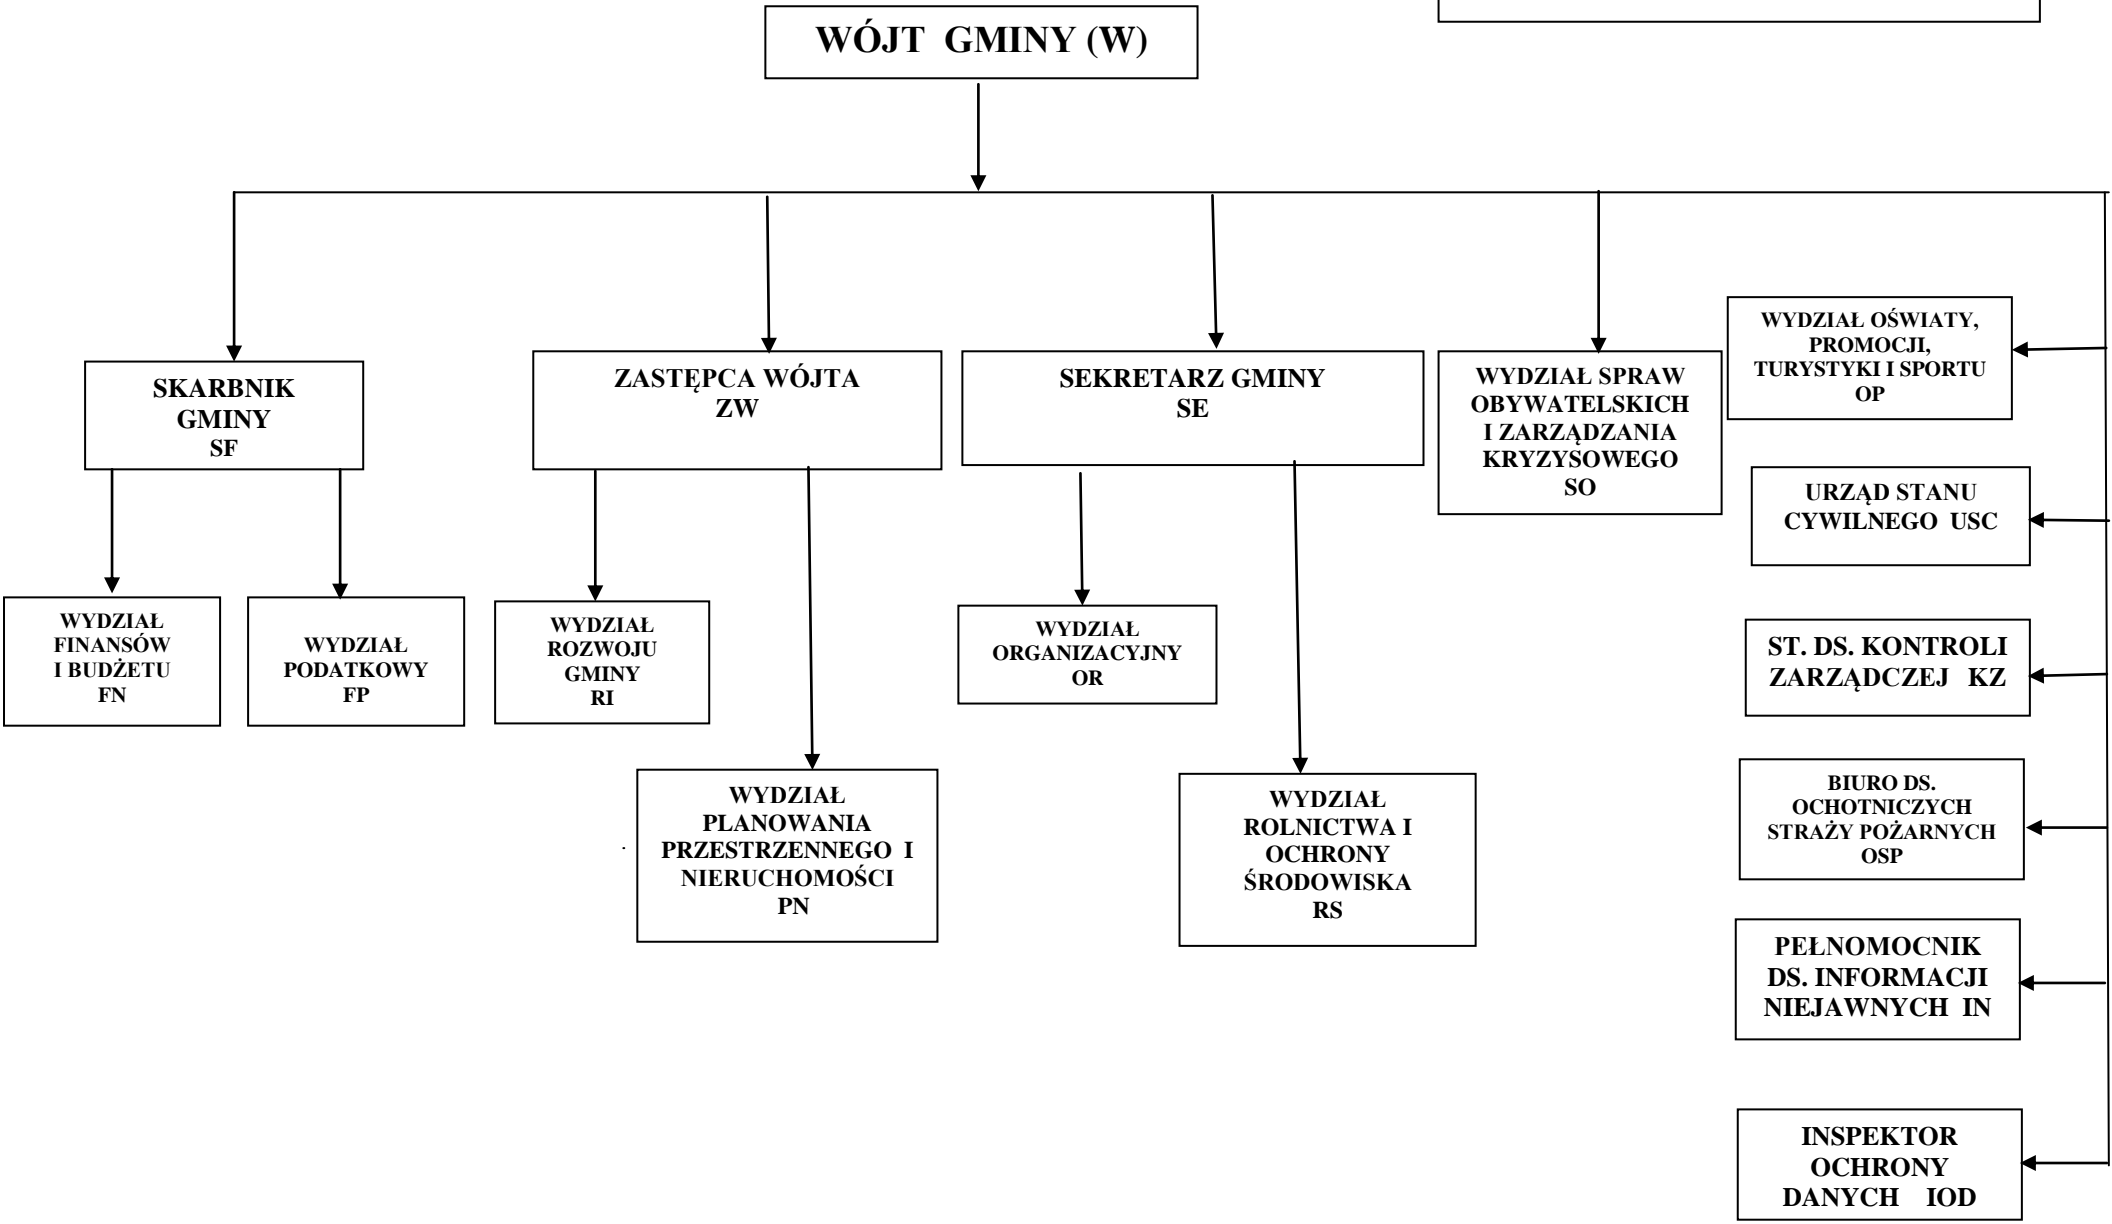 WÓJT GMINY (W)
SKARBNIK
GMINY
SF
ZASTĘPCA WÓJTA
ZW
SEKRETARZ GMINY
SE
WYDZIAŁ SPRAW
OBYWATELSKICH
I ZARZĄDZANIA
KRYZYSOWEGO
SO
WYDZIAŁ OŚWIATY,
PROMOCJI,
TURYSTYKI I SPORTU
OP
URZĄD STANU
CYWILNEGO USC
WYDZIAŁ
FINANSÓW
I BUDŻETU
FN
WYDZIAŁ
PODATKOWY
FP
WYDZIAŁ
ROZWOJU
GMINY
RI
WYDZIAŁ
ORGANIZACYJNY
OR
ST. DS. KONTROLI
ZARZĄDCZEJ KZ
WYDZIAŁ
PLANOWANIA
PRZESTRZENNEGO I
NIERUCHOMOŚCI
PN
WYDZIAŁ
ROLNICTWA I
OCHRONY
ŚRODOWISKA
RS
BIURO DS.
OCHOTNICZYCH
STRAŻY POŻARNYCH
OSP
PEŁNOMOCNIK
DS. INFORMACJI
NIEJAWNYCH IN
INSPEKTOR
OCHRONY
DANYCH IOD